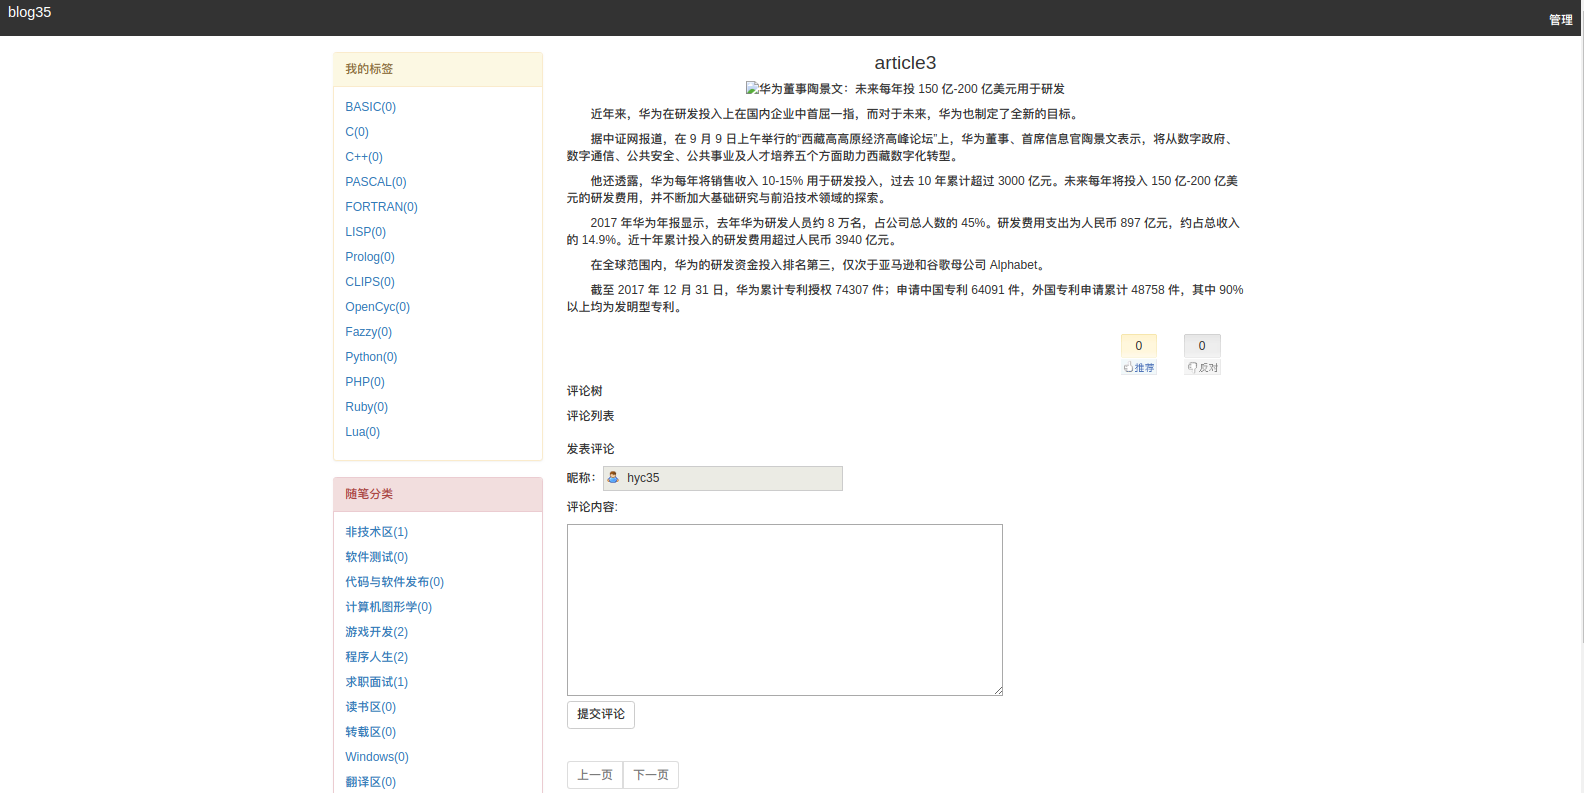 blog35
管理
我的标签
BASIC(0)
C(0)
C++(0)
PASCAL(0)
FORTRAN(0)
LISP(0)
Prolog(0)
CLIPS(0)
OpenCyc(0)
Fazzy(0)
Python(0)
PHP(0)
Ruby(0)
Lua(0)
随笔分类
非技术区(1)
软件测试(0)
代码与软件发布(0)
计算机图形学(0)
游戏开发(2)
程序人生(2)
求职面试(1)
读书区(0)
转载区(0)
Windows(0)
翻译区(0)
article3
华为董事陶景文：未来每年投 150 亿-200 亿美元用于研发
近年来，华为在研发投入上在国内企业中首屈一指，而对于未来，华为也制定了全新的目标。
据中证网报道，在 9 月 9 日上午举行的“西藏高高原经济高峰论坛”上，华为董事、首席信息官陶景文表示，将从数字政府、
数字通信、公共安全、公共事业及人才培养五个方面助力西藏数字化转型。
他还透露，华为每年将销售收入 10-15% 用于研发投入，过去 10 年累计超过 3000 亿元。未来每年将投入 150 亿-200 亿美
元的研发费用，并不断加大基础研究与前沿技术领域的探索。
2017 年华为年报显示，去年华为研发人员约 8 万名，占公司总人数的 45%。研发费用支出为人民币 897 亿元，约占总收入
的 14.9%。近十年累计投入的研发费用超过人民币 3940 亿元。
在全球范围内，华为的研发资金投入排名第三，仅次于亚马逊和谷歌母公司 Alphabet。
截至 2017 年 12 月 31 日，华为累计专利授权 74307 件；申请中国专利 64091 件，外国专利申请累计 48758 件，其中 90%
以上均为发明型专利。
0 0
推荐 反对
评论树
评论列表
发表评论
昵称： hyc35
评论内容:
提交评论
上一页 下一页